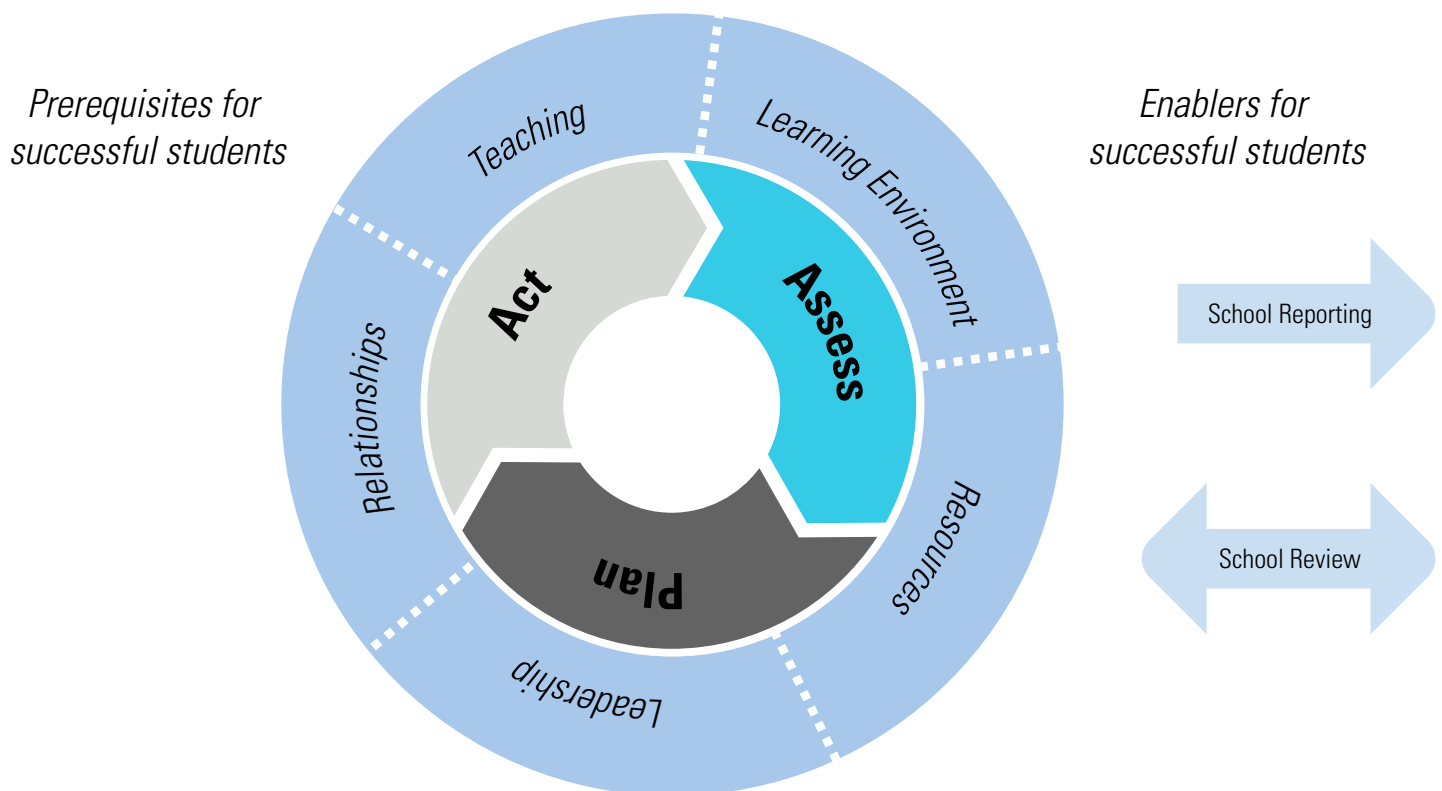 Prerequisites for
successful students
Enablers for
successful students
Teaching
Learning Environment
Relationships
Resources
Leadership
Act
Assess
Plan
School Reporting
School Review